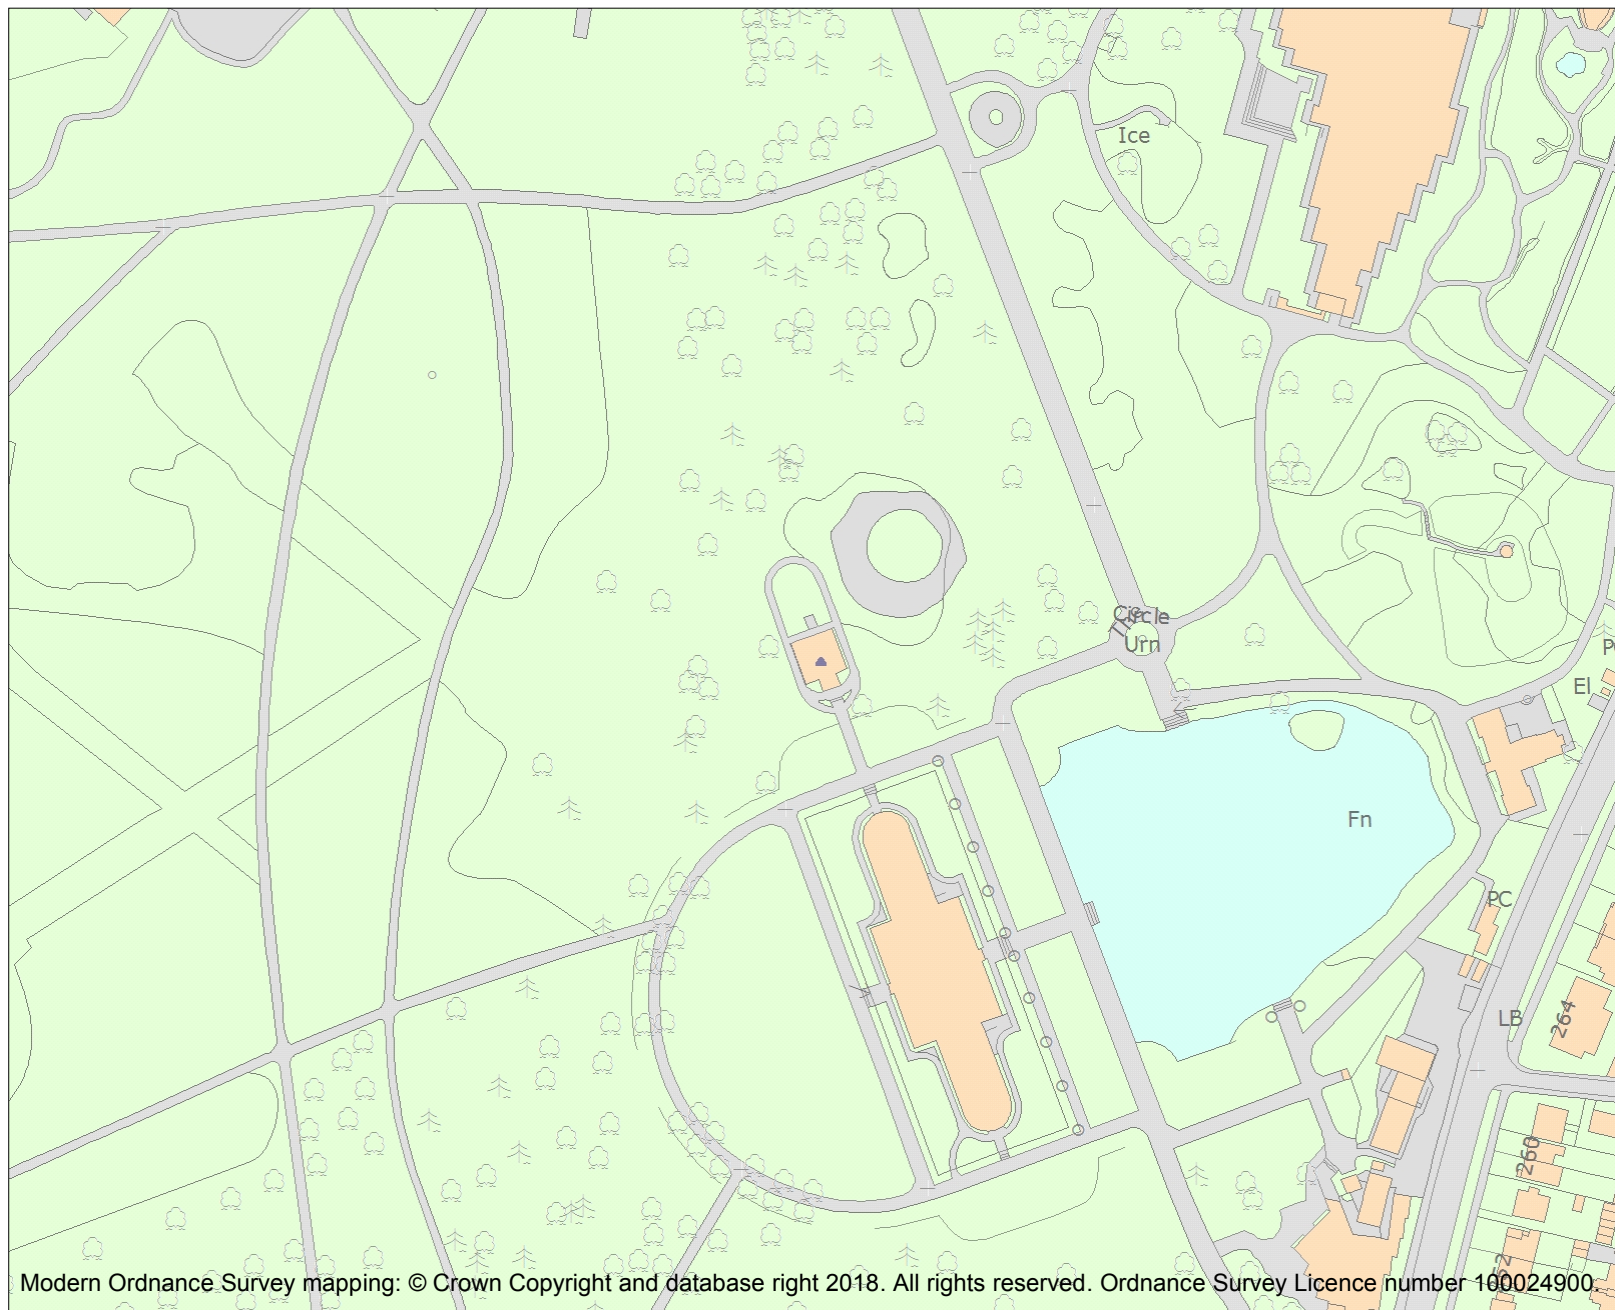 Ice
The
Circle
Urn
El
Fn
PC
LB
264
260
Modern Ordnance Survey mapping: © Crown Copyright and database right 2018. All rights reserved. Ordnance Survey Licence number 100024900.